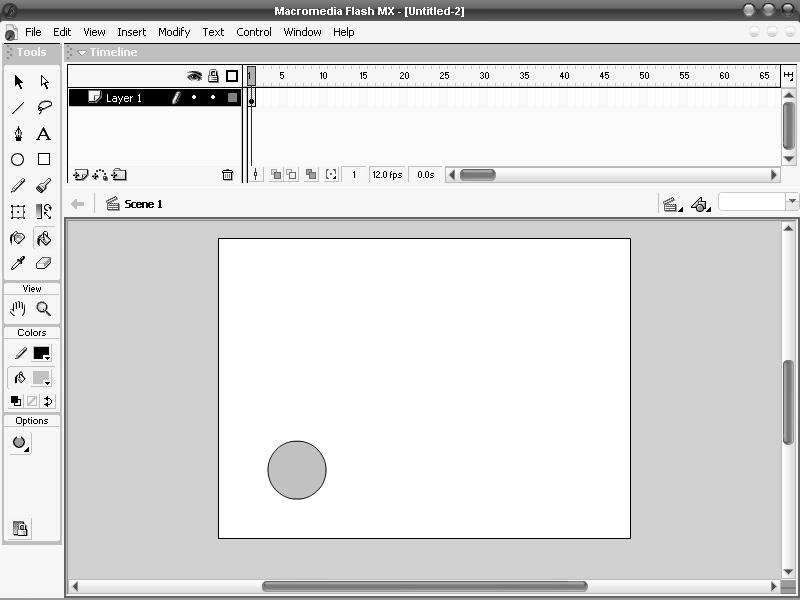 Macromedia Flash MX - [Untitled-2]
File Edit View Insert Modify Text Control Window Help
Tools
Timeline
1 5 10 15 20 25 30 35 40 45 50 55 60 65
Layer 1
1 12.0 fps 0.0s
Scene 1
A
View
Colors
Options